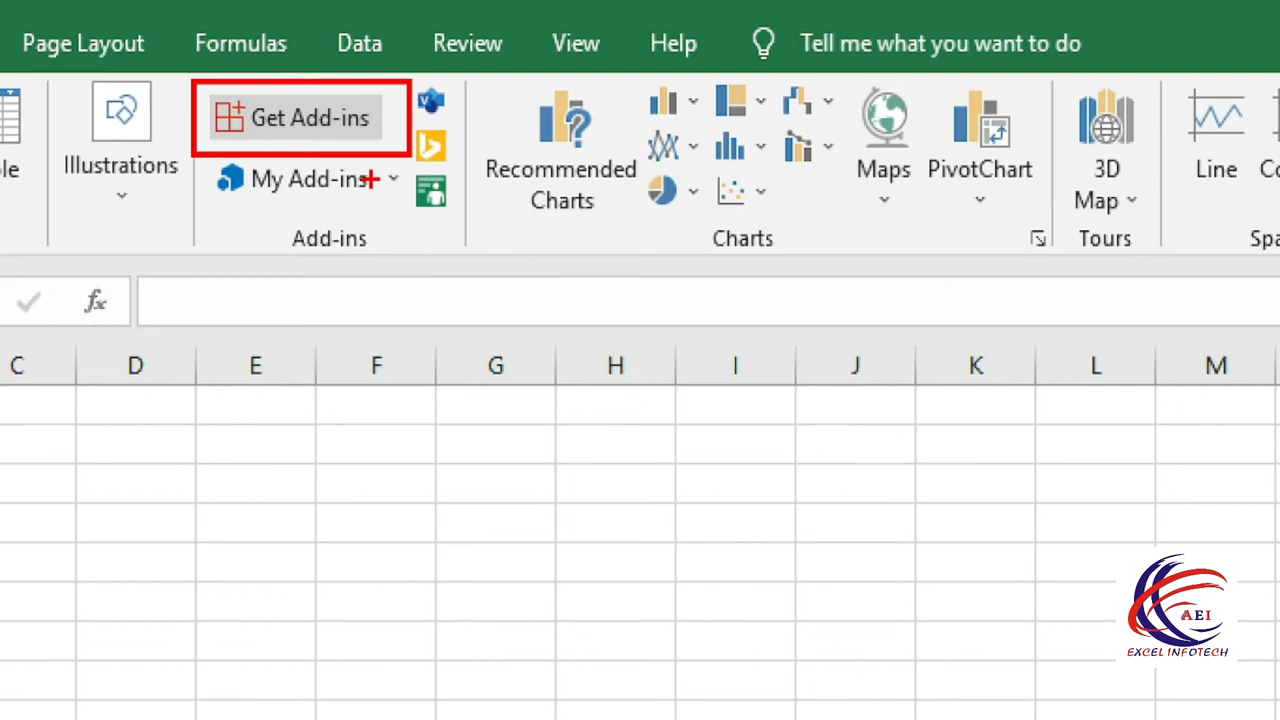 Page Layout Formulas Data Review View Help Tell me what you want to do
Get Add-ins
My Add-ins
Illustrations
Add-ins
Recommended
Charts
Charts
Maps
PivotChart
3D
Map
Tours
Line
fx
C D E F G H I J K L M
AEI
EXCEL INFOTECH